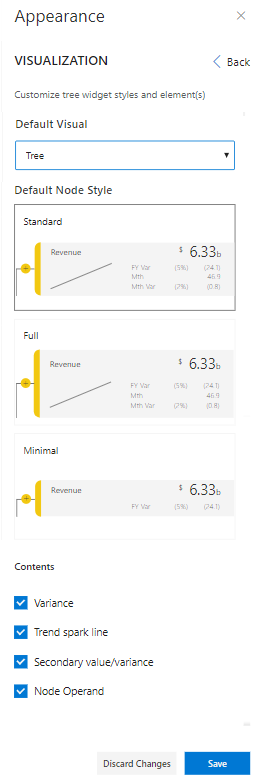 Appearance ×
VISUALIZATION Back
Customize tree widget styles and element(s)
Default Visual
Tree
Default Node Style
Standard
Revenue $ 6.33b
+ FY Var (5%) (24.1)
Mth 46.9
Mth Var (2%) (0.8)
Full
Revenue $ 6.33b
+ FY Var (5%) (24.1)
Mth 46.9
Mth Var (7%) (0.8)
Minimal
Revenue $ 6.33b
+ FY Var (5%) (24.1)
Contents
Variance
Trend spark line
Secondary value/variance
Node Operand
Discard Changes Save